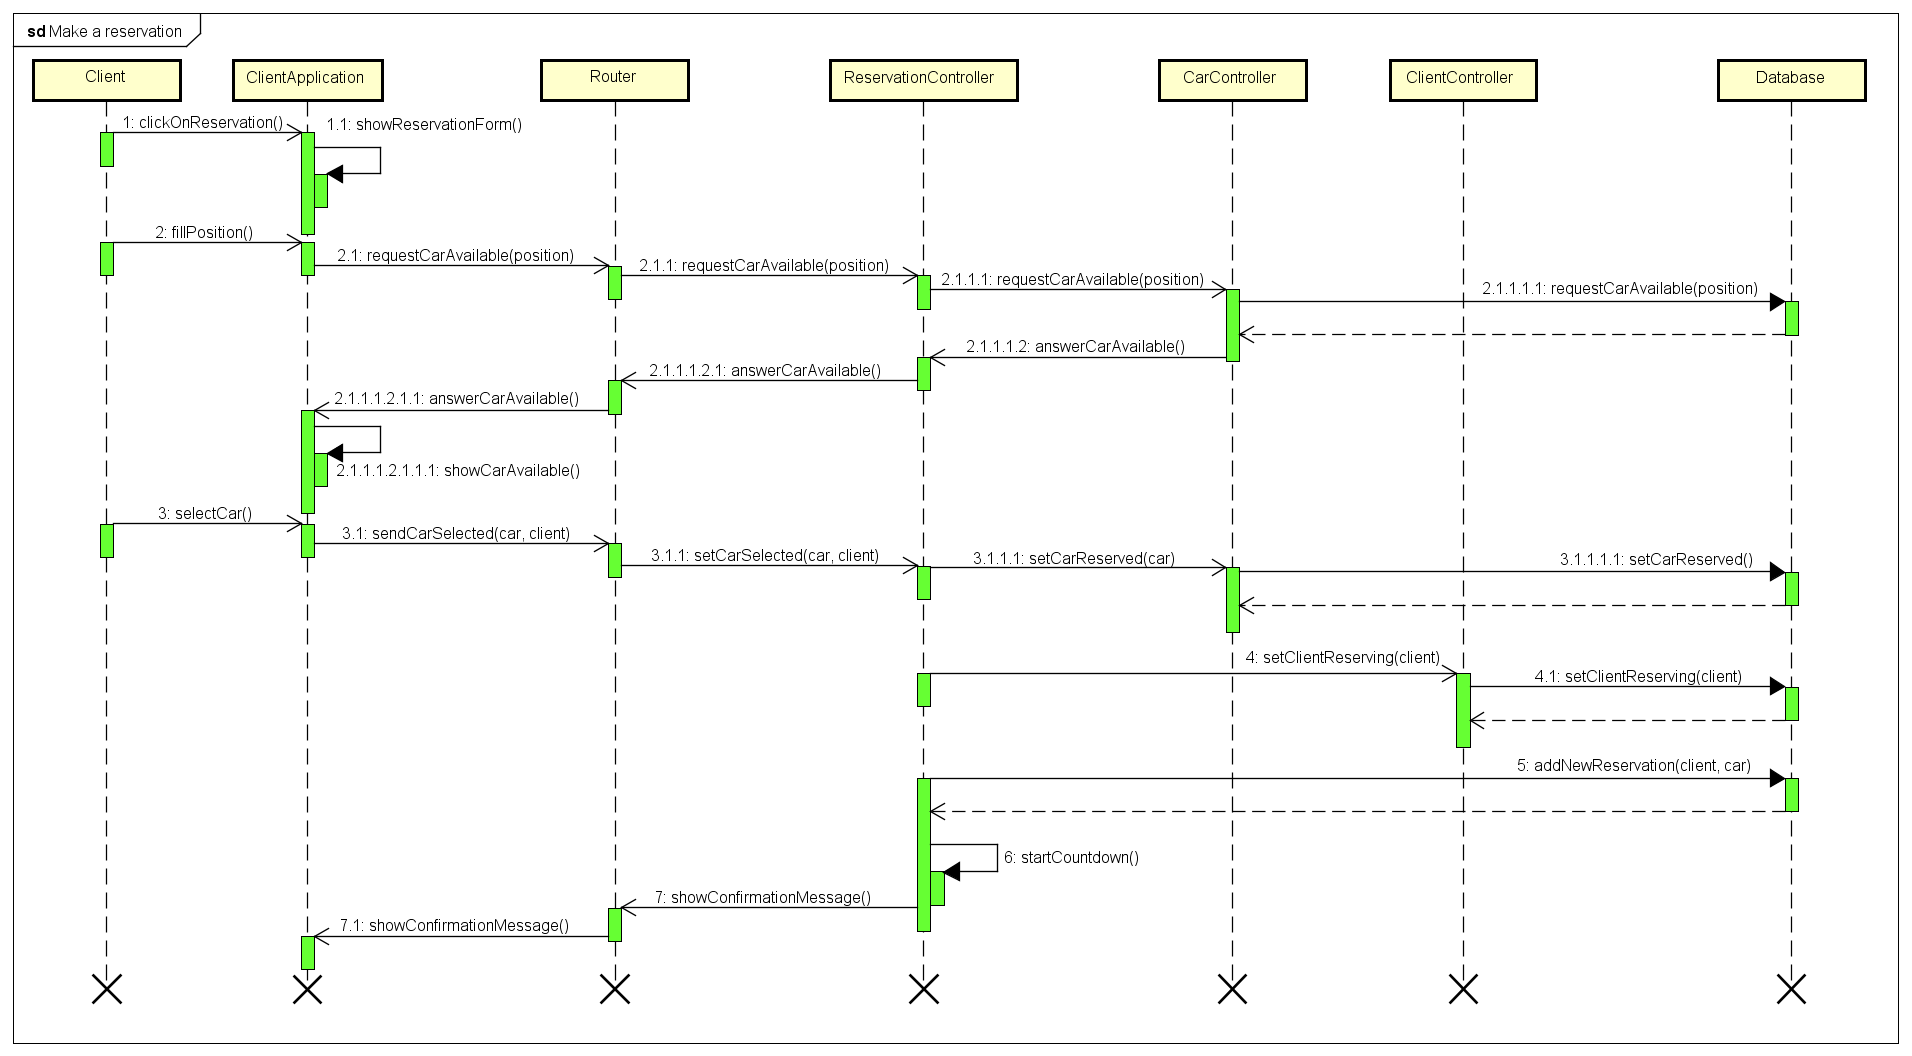 sd Make a reservation
Client
ClientApplication
Router
ReservationController
CarController
ClientController
Database
1: clickOnReservation()
1.1: showReservationForm()
2: fillPosition()
2.1: requestCarAvailable(position)
2.1.1: requestCarAvailable(position)
2.1.1.1: requestCarAvailable(position)
2.1.1.1.1: requestCarAvailable(position)
2.1.1.1.2: answerCarAvailable()
2.1.1.1.2.1: answerCarAvailable()
2.1.1.1.2.1.1: answerCarAvailable()
2.1.1.1.2.1.1.1: showCarAvailable()
3: selectCar()
3.1: sendCarSelected(car, client)
3.1.1: setCarSelected(car, client)
3.1.1.1: setCarReserved(car)
3.1.1.1.1: setCarReserved()
4: setClientReserving(client)
4.1: setClientReserving(client)
5: addNewReservation(client, car)
6: startCountdown()
7: showConfirmationMessage()
7.1: showConfirmationMessage()